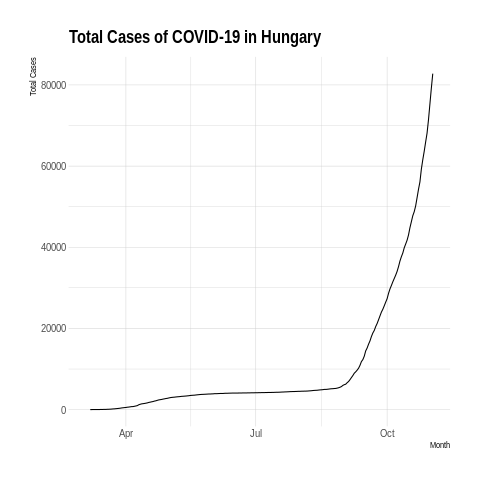 Total Cases of COVID-19 in Hungary
Total Cases
80000
60000
40000
20000
0
Apr
Jul
Oct
Month